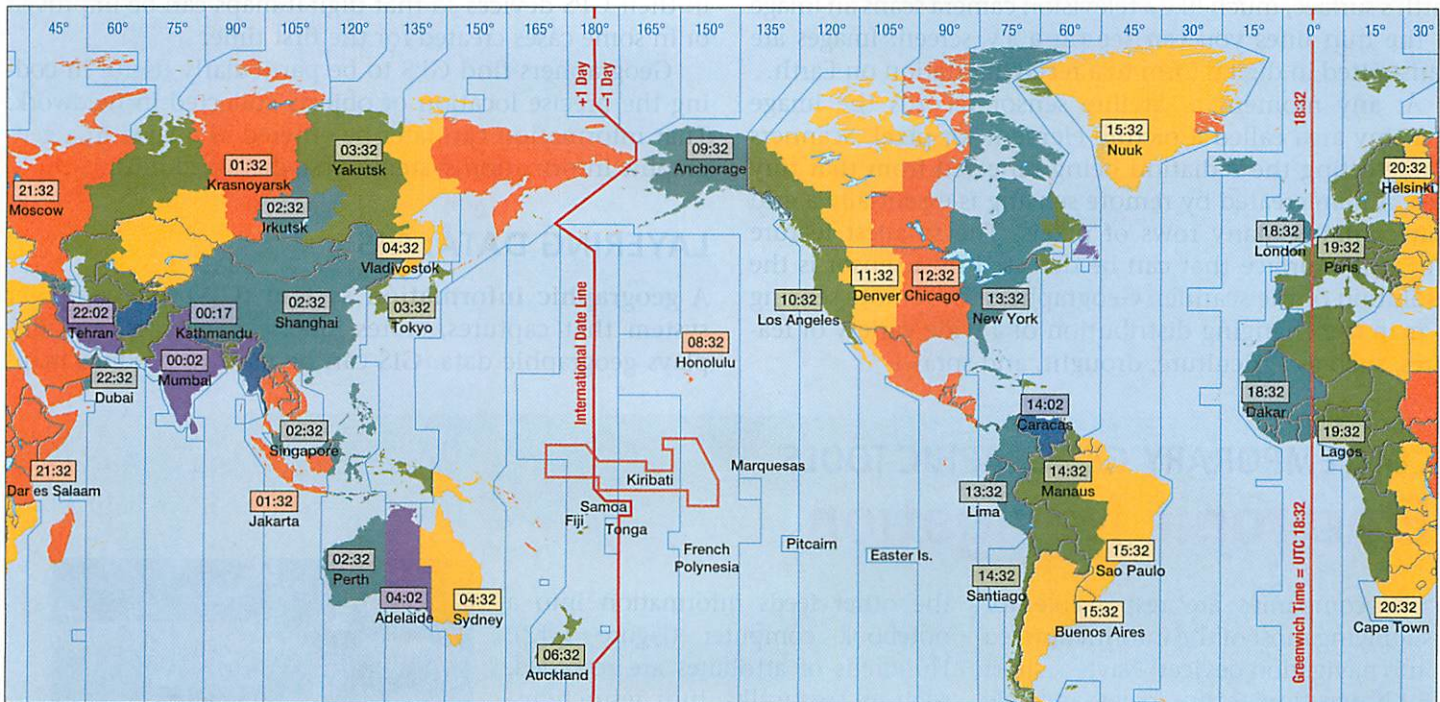 45° 60° 75° 90° 105° 120° 135° 150° 165° 180° 165° 150° 135° 120° 105° 90° 75° 60° 45° 30° 15° 0° 15° 30°
+1 Day
-1 Day
International Date Line
18:32
Greenwich Time = UTC 18:32
21:32
Moscow
01:32
Krasnoyarsk
03:32
Yakutsk
02:32
Irkutsk
04:32
Vladivostok
09:32
Anchorage
15:32
Nuuk
20:32
Helsinki
18:32
London
19:32
Paris
22:02
Tehran
00:17
Kathmandu
02:32
Shanghai
03:32
Tokyo
10:32
Los Angeles
11:32
Denver
12:32
Chicago
13:32
New York
00:02
Mumbai
22:32
Dubai
08:32
Honolulu
14:02
Caracas
18:32
Dakar
19:32
Lagos
02:32
Singapore
21:32
Dar es Salaam
01:32
Jakarta
Kiribati
Marquesas
Samoa
Fiji
Tonga
French
Polynesia
Pitcairn
Easter Is.
13:32
Lima
14:32
Manaus
02:32
Perth
04:02
Adelaide
04:32
Sydney
06:32
Auckland
14:32
Santiago
15:32
Sao Paulo
15:32
Buenos Aires
20:32
Cape Town